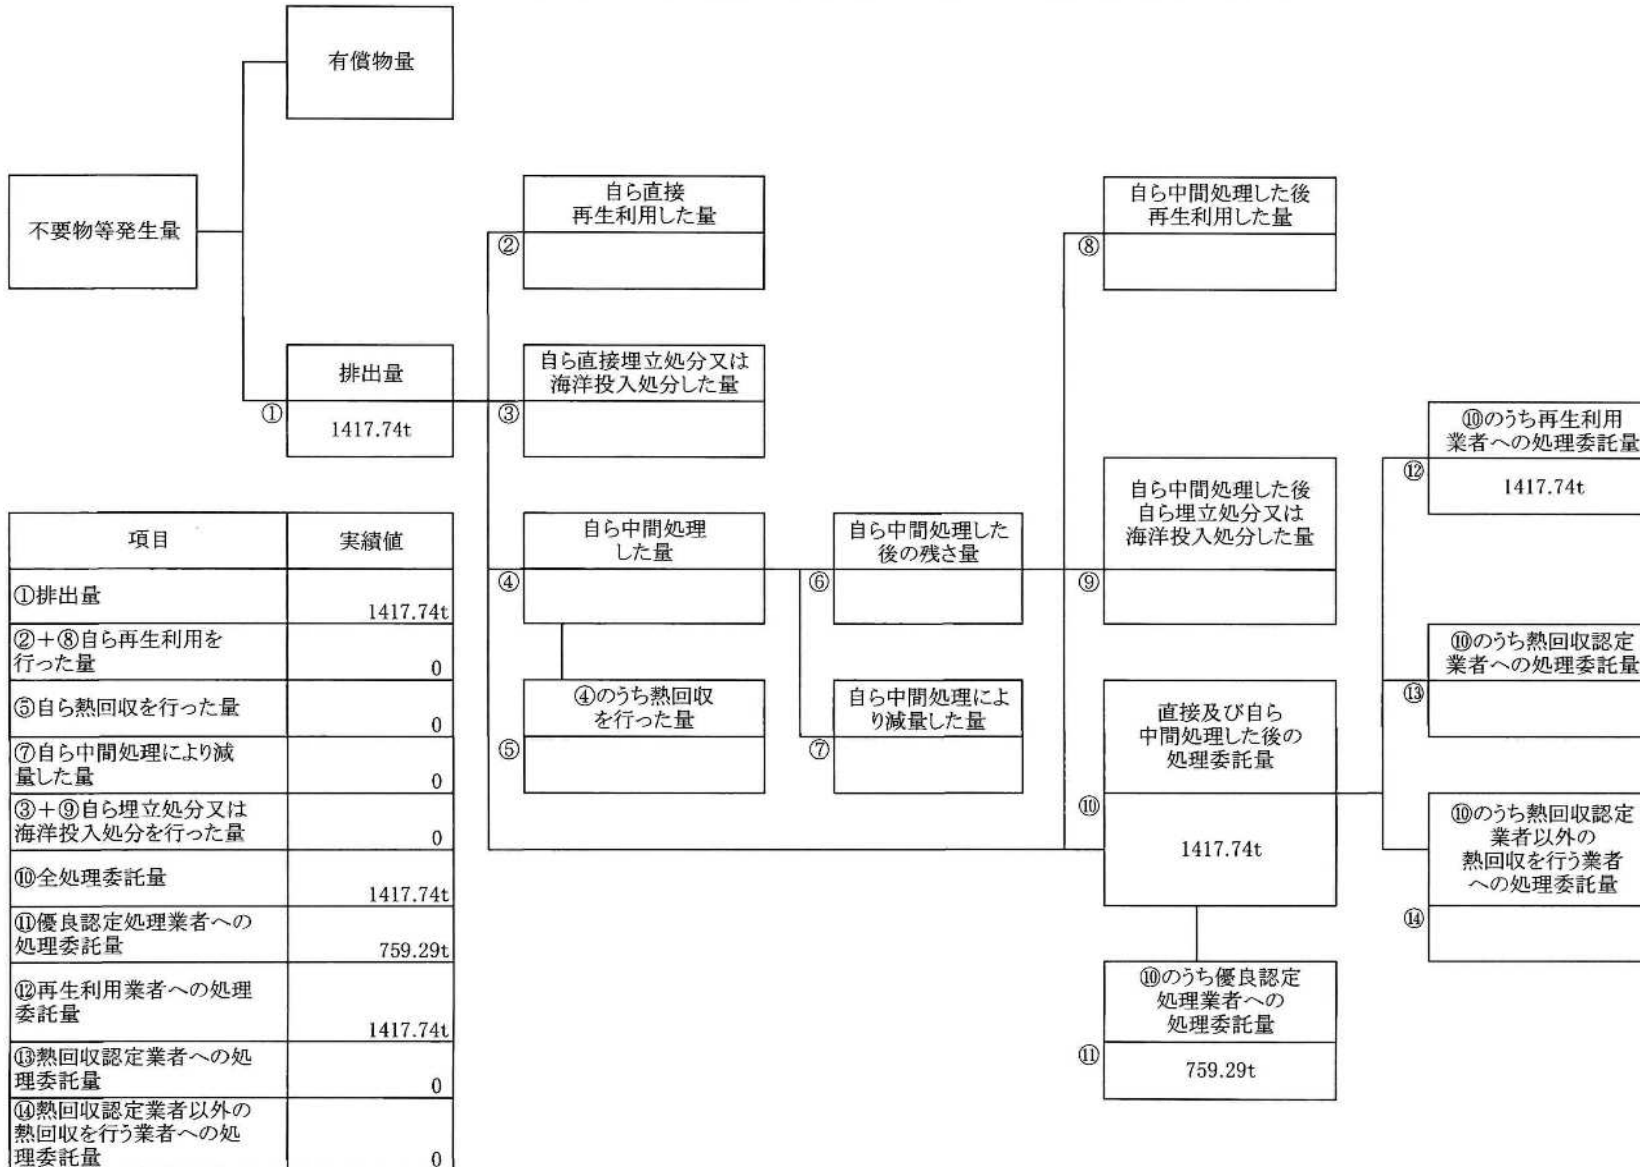 有償物量
不要物等発生量
自ら直接
再生利用した量
②
自ら中間処理した後
再生利用した量
⑧
排出量
①
1417.74t
自ら直接埋立処分又は
海洋投入処分した量
③
⑩のうち再生利用
業者への処理委託量
⑫
1417.74t
自ら中間処理した後
自ら埋立処分又は
海洋投入処分した量
⑨
自ら中間処理
した量
④
自ら中間処理した
後の残さ量
⑥
⑩のうち熱回収認定
業者への処理委託量
⑬
④のうち熱回収
を行った量
⑤
自ら中間処理によ
り減量した量
⑦
直接及び自ら
中間処理した後の
処理委託量
⑩
1417.74t
⑩のうち熱回収認定
業者以外の
熱回収を行う業者
への処理委託量
⑭
⑩のうち優良認定
処理業者への
処理委託量
⑪
759.29t
項目 実績値
①排出量
1417.74t
②+⑧自ら再生利用を
行った量 0
⑤自ら熱回収を行った量
0
⑦自ら中間処理により減
量した量 0
③+⑨自ら埋立処分又は
海洋投入処分を行った量 0
⑩全処理委託量
1417.74t
⑪優良認定処理業者への
処理委託量 759.29t
⑫再生利用業者への処理
委託量
1417.74t
⑬熱回収認定業者への処
理委託量 0
⑭熱回収認定業者以外の
熱回収を行う業者への処
理委託量 0